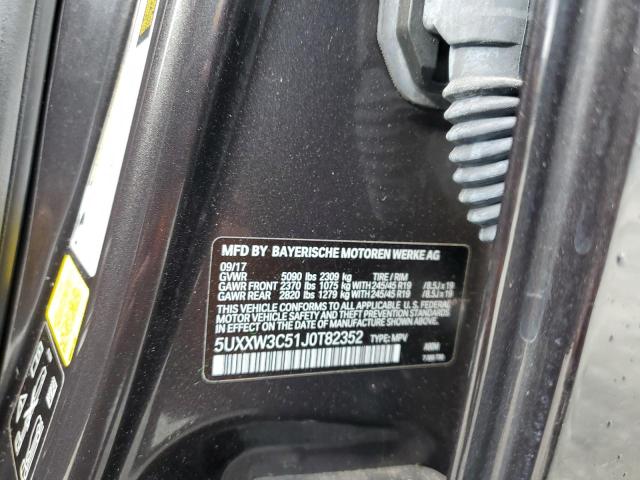 MFD BY BAYERISCHE MOTOREN WERKE AG
09/17
GVWR 5090 lbs 2309 kg TIRE / RIM
GAWR FRONT 2370 lbs 1075 kg WITH 245/45 R19 /8.5J x 19
GAWR REAR 2820 lbs 1279 kg WITH 245/45 R19 /8.5J x 19
THIS VEHICLE CONFORMS TO ALL APPLICABLE U.S. FEDERAL
MOTOR VEHICLE SAFETY, BUMPER, AND THEFT PREVENTION
STANDARDS IN EFFECT ON THE DATE OF MANUFACTURE SHOWN ABOVE.
5UXXW3C51J0T82352 TYPE: MPV